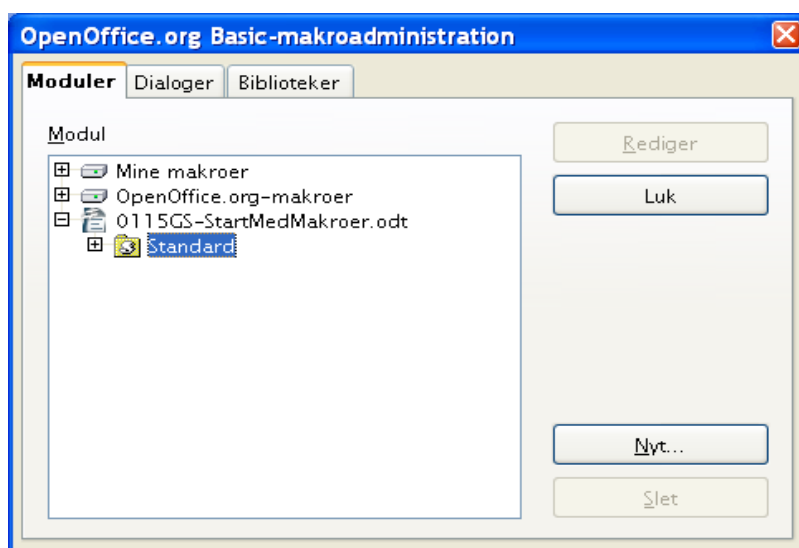 OpenOffice.org Basic-makroadministration
Moduler Dialoger Biblioteker
Modul
Rediger
Mine makroer
OpenOffice.org-makroer
Luk
0115GS-StartMedMakroer.odt
Standard
Nyt...
Slet